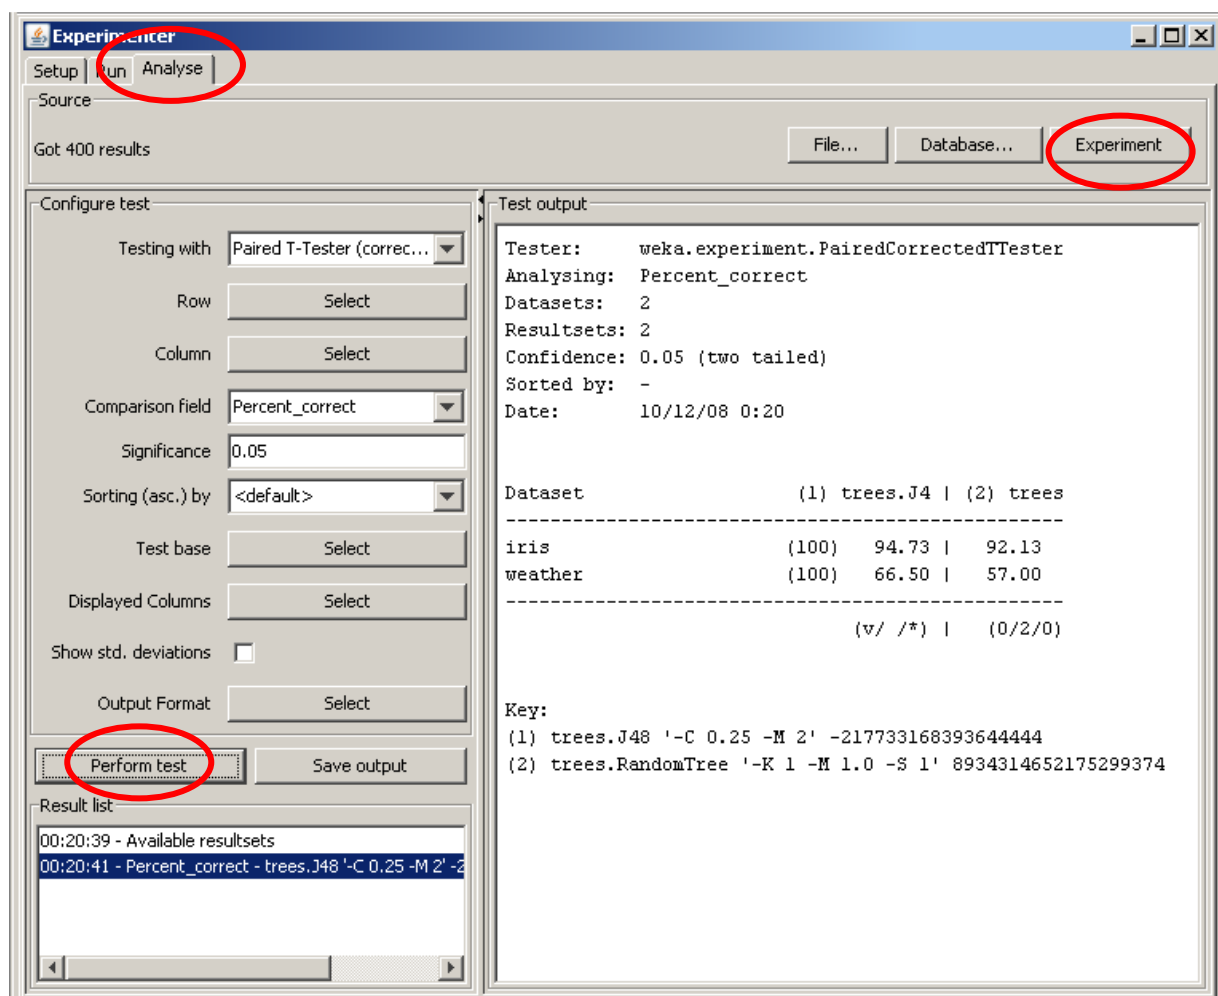 Experimenter
Setup Run Analyse
Source
Got 400 results
File... Database... Experiment
Configure test
Testing with Paired T-Tester (correc...
Row Select
Column Select
Comparison field Percent_correct
Significance 0.05
Sorting (asc.) by <default>
Test base Select
Displayed Columns Select
Show std. deviations
Output Format Select
Perform test Save output
Result list
00:20:39 - Available resultsets
00:20:41 - Percent_correct - trees.J48 '-C 0.25 -M 2' -2
Test output
Tester: weka.experiment.PairedCorrectedTTester
Analysing: Percent_correct
Datasets: 2
Resultsets: 2
Confidence: 0.05 (two tailed)
Sorted by: -
Date: 10/12/08 0:20
Dataset (1) trees.J4 | (2) trees
--------------------------------------------------
iris (100) 94.73 | 92.13
weather (100) 66.50 | 57.00
--------------------------------------------------
(v/ /*) | (0/2/0)
Key:
(1) trees.J48 '-C 0.25 -M 2' -217733168393644444
(2) trees.RandomTree '-K 1 -M 1.0 -S 1' 8934314652175299374